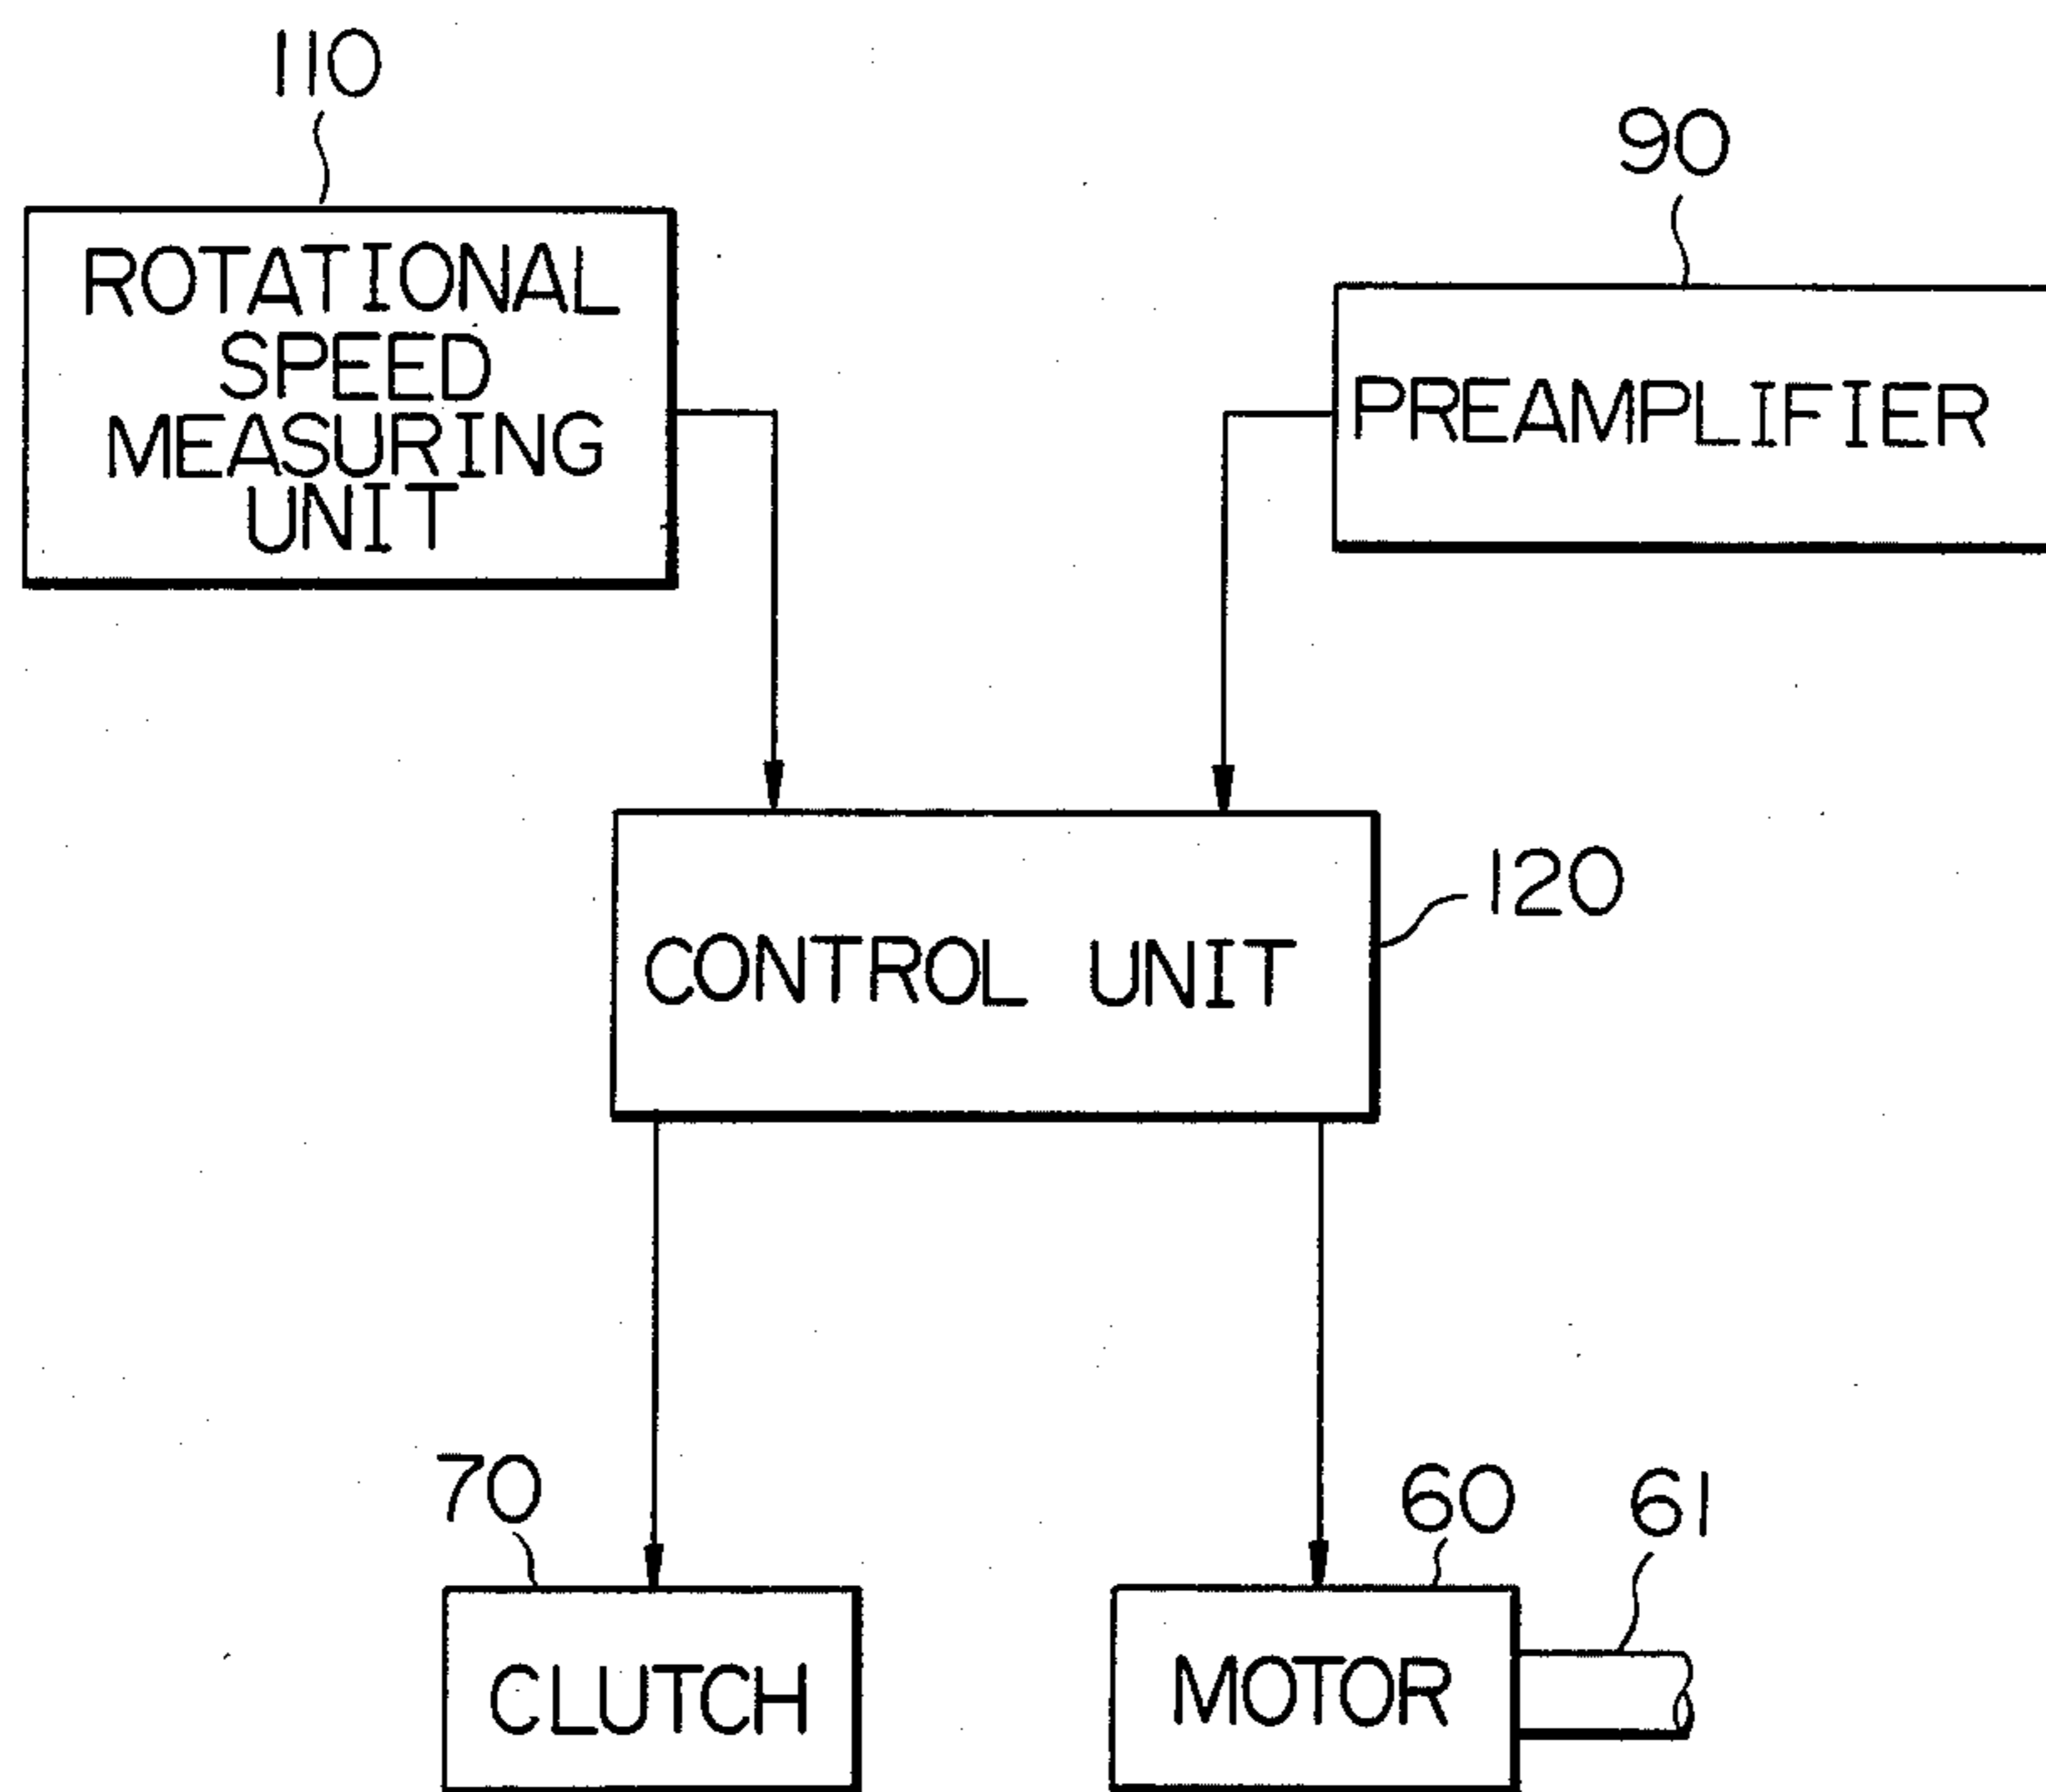 110
90
ROTATIONAL
SPEED
MEASURING
UNIT
PREAMPLIFIER
120
CONTROL UNIT
70
60
61
CLUTCH
MOTOR